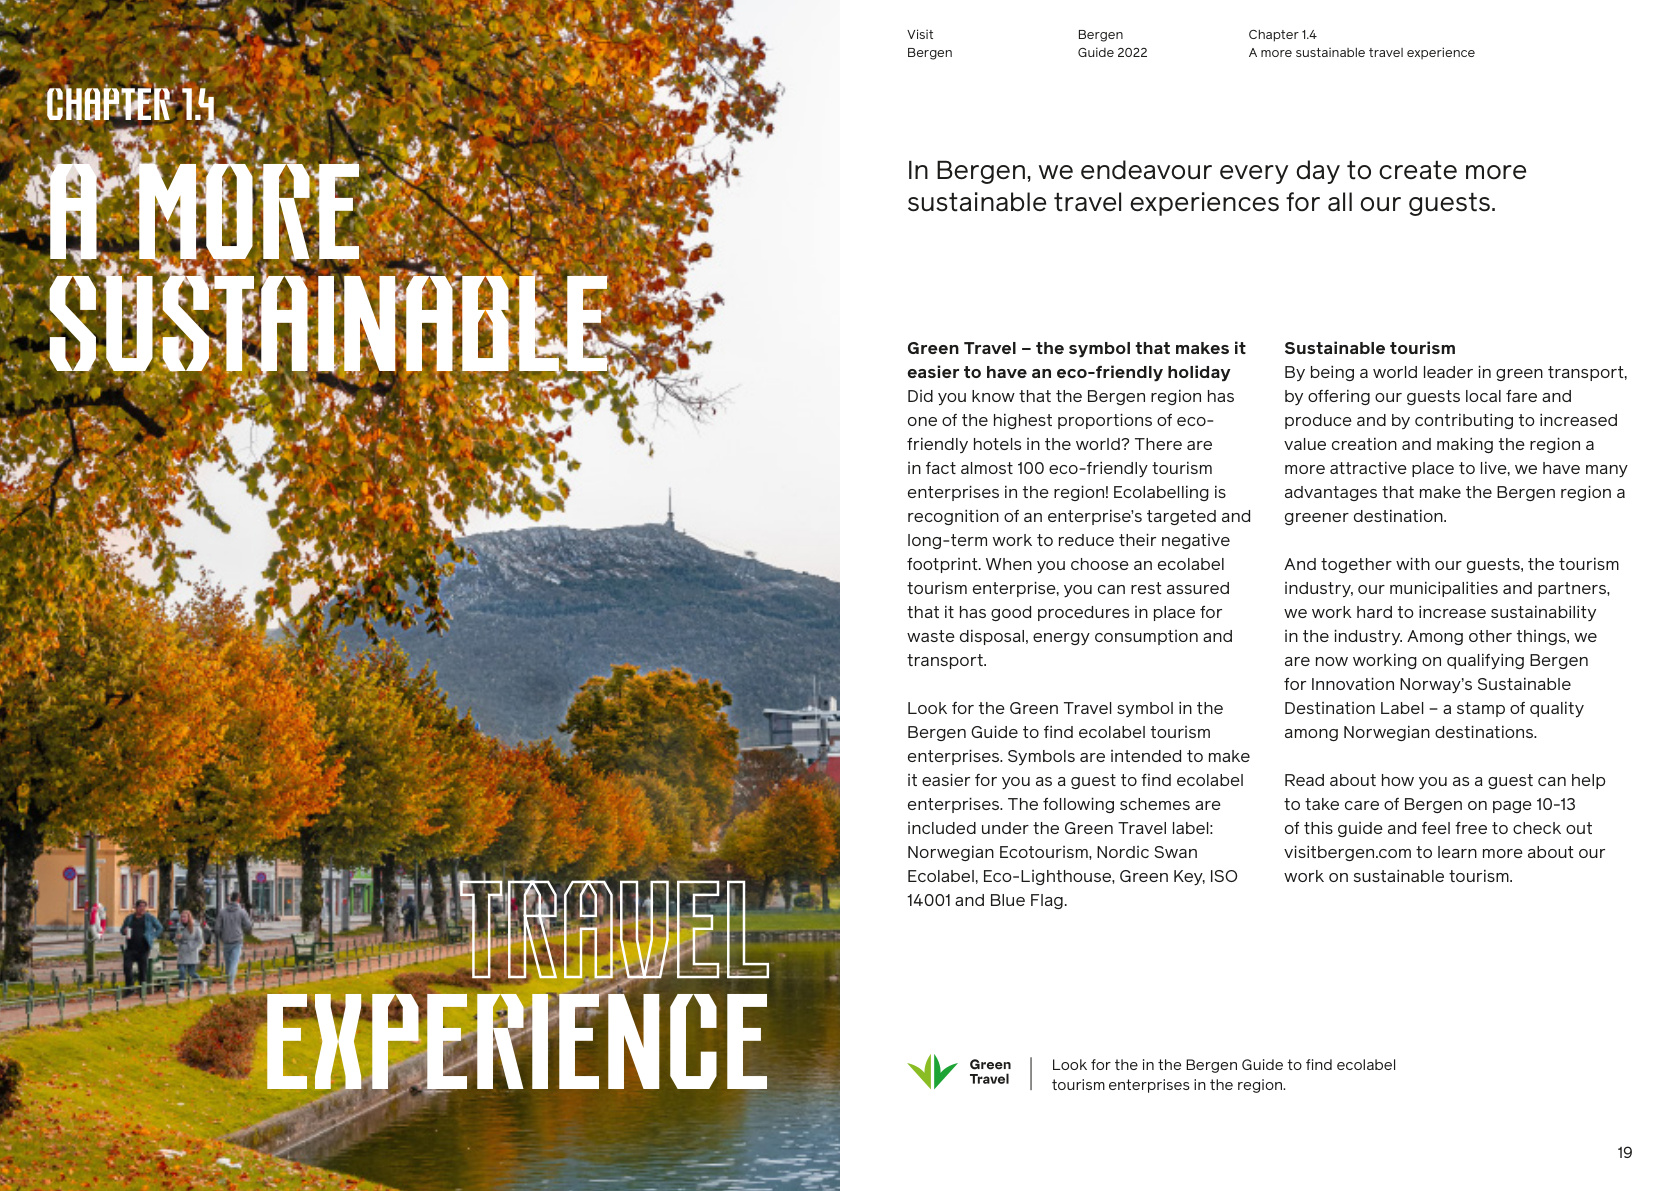 CHAPTER 1.4
A MORE
SUSTAINABLE
TRAVEL
EXPERIENCE
Visit
Bergen
Bergen
Guide 2022
Chapter 1.4
A more sustainable travel experience
In Bergen, we endeavour every day to create more
sustainable travel experiences for all our guests.
Green Travel – the symbol that makes it
easier to have an eco-friendly holiday
Did you know that the Bergen region has
one of the highest proportions of eco-
friendly hotels in the world? There are
in fact almost 100 eco-friendly tourism
enterprises in the region! Ecolabelling is
recognition of an enterprise's targeted and
long-term work to reduce their negative
footprint. When you choose an ecolabel
tourism enterprise, you can rest assured
that it has good procedures in place for
waste disposal, energy consumption and
transport.
Look for the Green Travel symbol in the
Bergen Guide to find ecolabel tourism
enterprises. Symbols are intended to make
it easier for you as a guest to find ecolabel
enterprises. The following schemes are
included under the Green Travel label:
Norwegian Ecotourism, Nordic Swan
Ecolabel, Eco-Lighthouse, Green Key, ISO
14001 and Blue Flag.
Sustainable tourism
By being a world leader in green transport,
by offering our guests local fare and
produce and by contributing to increased
value creation and making the region a
more attractive place to live, we have many
advantages that make the Bergen region a
greener destination.
And together with our guests, the tourism
industry, our municipalities and partners,
we work hard to increase sustainability
in the industry. Among other things, we
are now working on qualifying Bergen
for Innovation Norway's Sustainable
Destination Label – a stamp of quality
among Norwegian destinations.
Read about how you as a guest can help
to take care of Bergen on page 10-13
of this guide and feel free to check out
visitbergen.com to learn more about our
work on sustainable tourism.
Green
Travel
Look for the in the Bergen Guide to find ecolabel
tourism enterprises in the region.
19